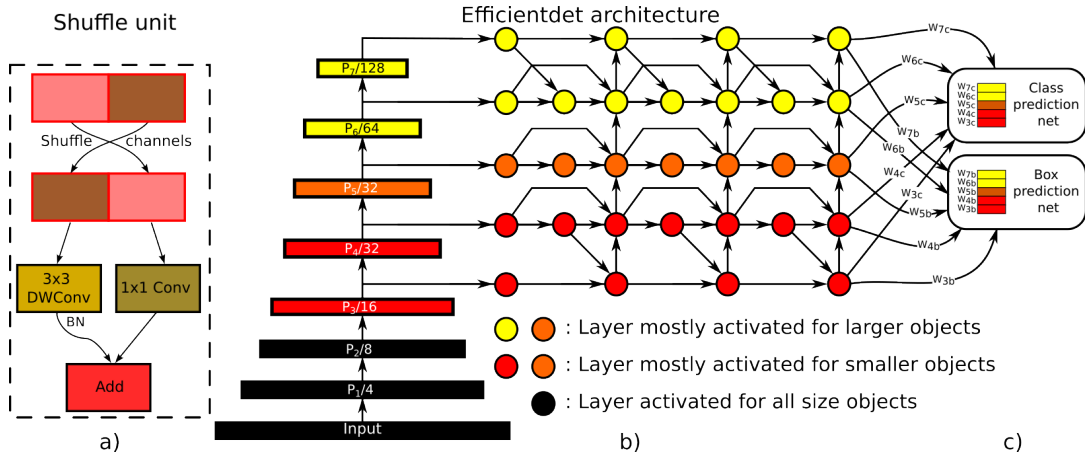 Shuffle unit
Shuffle channels
3x3
DWConv
1x1 Conv
BN
Add
a)
Efficientdet architecture
P7/128
P6/64
P5/32
P4/32
P3/16
P2/8
P1/4
Input
: Layer mostly activated for larger objects
: Layer mostly activated for smaller objects
: Layer activated for all size objects
b)
W7c
W6c
W5c
W7b
W6b
W4c
W3c
W5b
W4b
W3b
W7c
W6c
W5c
W4c
W3c
Class
prediction
net
W7b
W6b
W5b
W4b
W3b
Box
prediction
net
c)